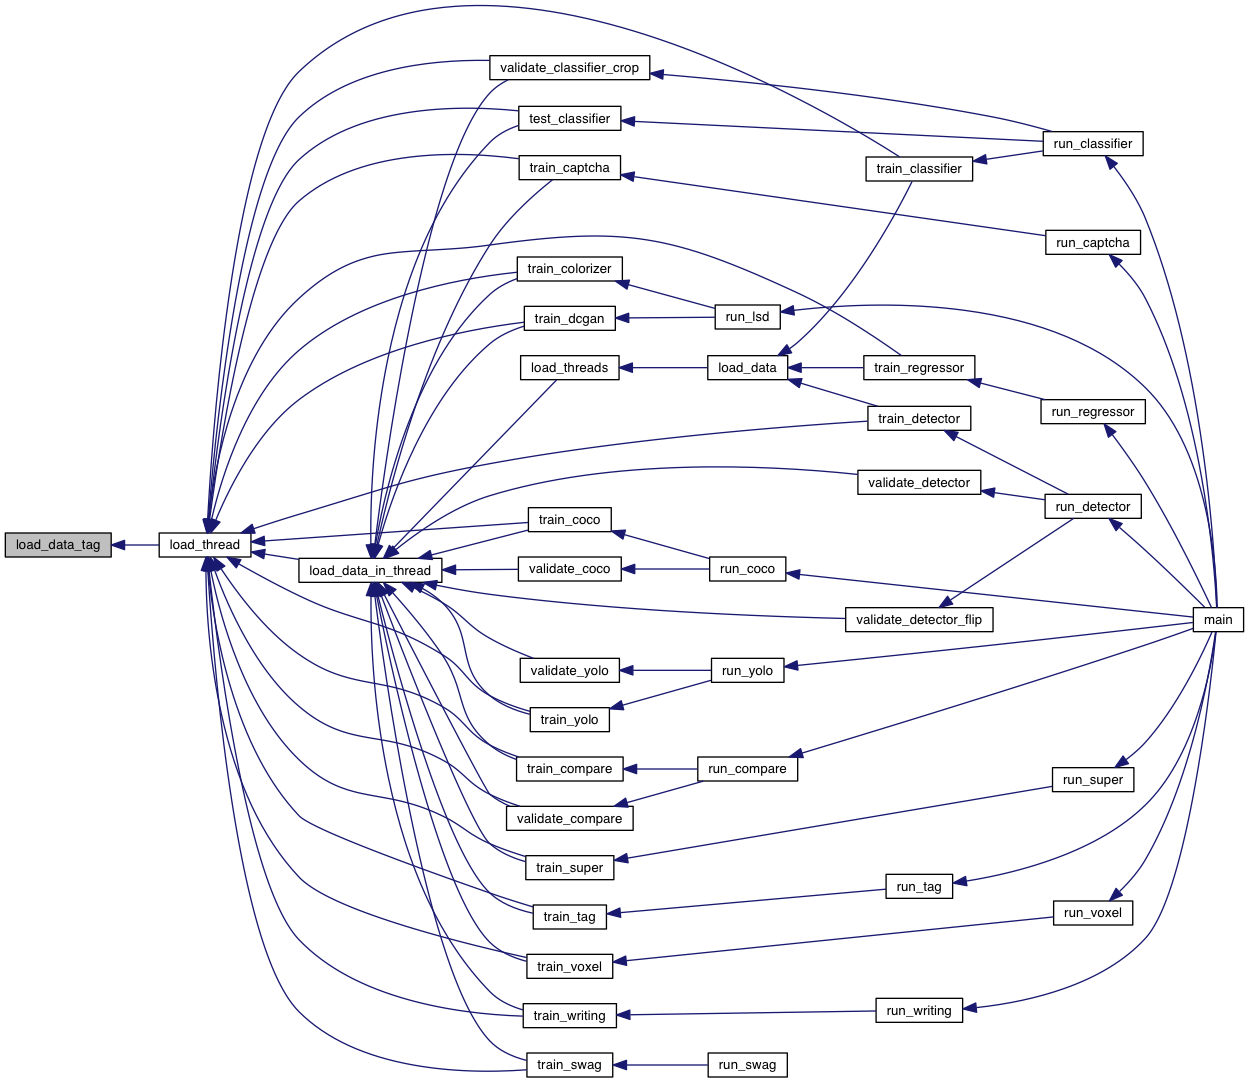 load_data_tag
load_thread
load_data_in_thread
validate_classifier_crop
test_classifier
train_captcha
train_colorizer
train_dcgan
load_threads
train_coco
validate_coco
validate_yolo
train_yolo
train_compare
validate_compare
train_super
train_tag
train_voxel
train_writing
train_swag
run_lsd
load_data
run_coco
run_yolo
run_compare
run_swag
train_classifier
train_regressor
train_detector
validate_detector
validate_detector_flip
run_tag
run_writing
run_classifier
run_captcha
run_regressor
run_detector
run_super
run_voxel
main